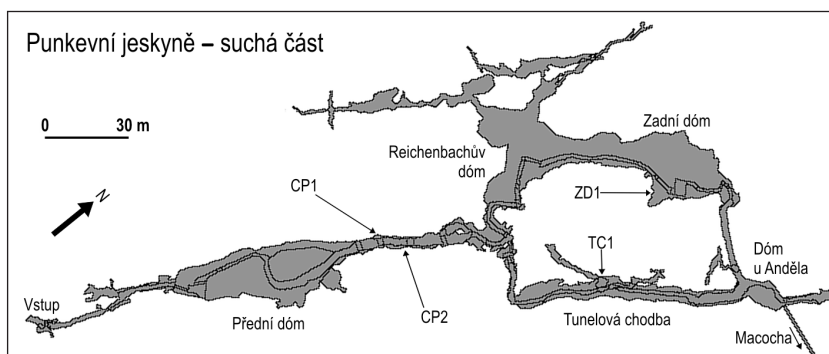 Punkevní jeskyně – suchá část
0 30 m
N
Zadní dóm
Reichenbachův
dóm
CP1
ZD1
TC1
Dóm
u Anděla
CP2
Vstup
Přední dóm
Tunelová chodba
Macocha